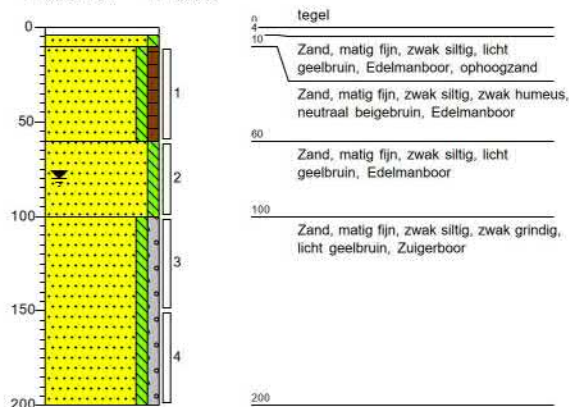 0
50
100
150
200
1
2
3
4
0
4
10
60
100
200
tegel
Zand, matig fijn, zwak siltig, licht
geelbruin, Edelmanboor, ophoogzand
Zand, matig fijn, zwak siltig, zwak humeus,
neutraal beigebruin, Edelmanboor
Zand, matig fijn, zwak siltig, licht
geelbruin, Edelmanboor
Zand, matig fijn, zwak siltig, zwak grindig,
licht geelbruin, Zuigerboor